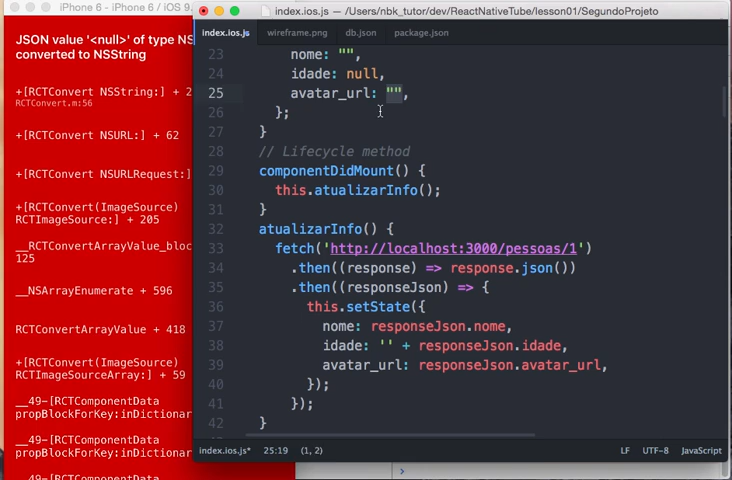 iPhone 6 - iPhone 6 / iOS 9.
JSON value '<null>' of type NS
converted to NSString
+[RCTConvert NSString:] + 2
RCTConvert.m:56
+[RCTConvert NSURL:] + 62
+[RCTConvert NSURLRequest:]
+[RCTConvert(ImageSource)
RCTImageSource:] + 205
__RCTConvertArrayValue_bloc
125
__NSArrayEnumerate + 596
RCTConvertArrayValue + 418
+[RCTConvert(ImageSource)
RCTImageSourceArray:] + 59
__49-[RCTComponentData
propBlockForKey:inDictionar
__49-[RCTComponentData
propBlockForKey:inDictionar
__49-[RCTComponentData
index.ios.js — /Users/nbk_tutor/dev/ReactNativeTube/lesson01/SegundoProjeto
index.ios.js wireframe.png db.json package.json
23 nome: "",
24 idade: null,
25 avatar_url: "",
26 };
27 }
28 // Lifecycle method
29 componentDidMount() {
30 this.atualizarInfo();
31 }
32 atualizarInfo() {
33 fetch('http://localhost:3000/pessoas/1')
34 .then((response) => response.json())
35 .then((responseJson) => {
36 this.setState({
37 nome: responseJson.nome,
38 idade: '' + responseJson.idade,
39 avatar_url: responseJson.avatar_url,
40 });
41 });
42 }
index.ios.js* 25:19 (1, 2) LF UTF-8 JavaScript
>